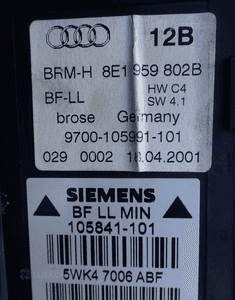 12B
BRM-H 8E1 959 802B
BF-LL HW C4
SW 4.1
brose Germany
9700-105991-101
029 0002 18.04.2001
SIEMENS
BF LL MIN
105841-101
5WK4 7006 ABF